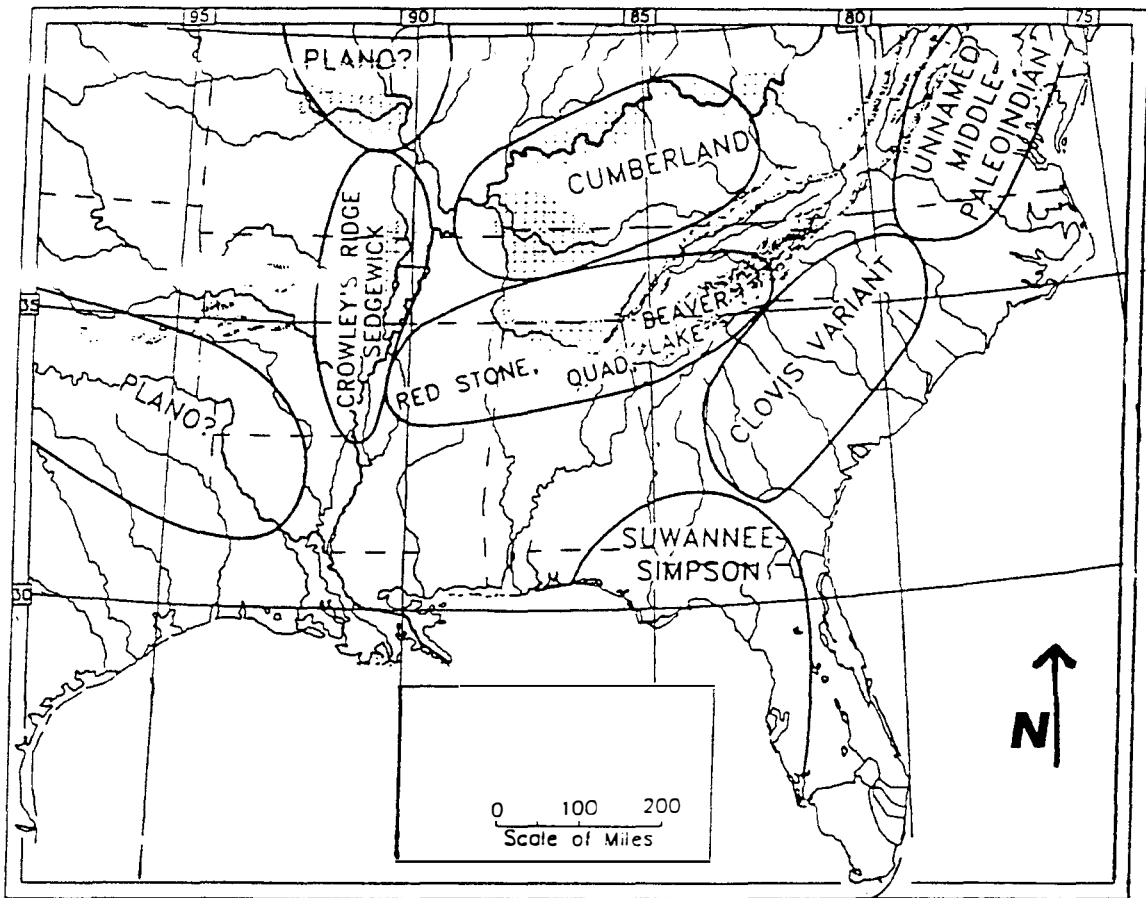 95
90
85
80
75
PLANO?
UNNAMED
MIDDLE
PALEOINDIAN
CUMBERLAND
CROWLEY'S RIDGE
SEDGEWICK
35
BEAVER
LAKE
RED STONE, QUAD,
CLOVIS VARIANT
PLANO?
SUWANNEE
SIMPSON
30
N
0 100 200
Scale of Miles